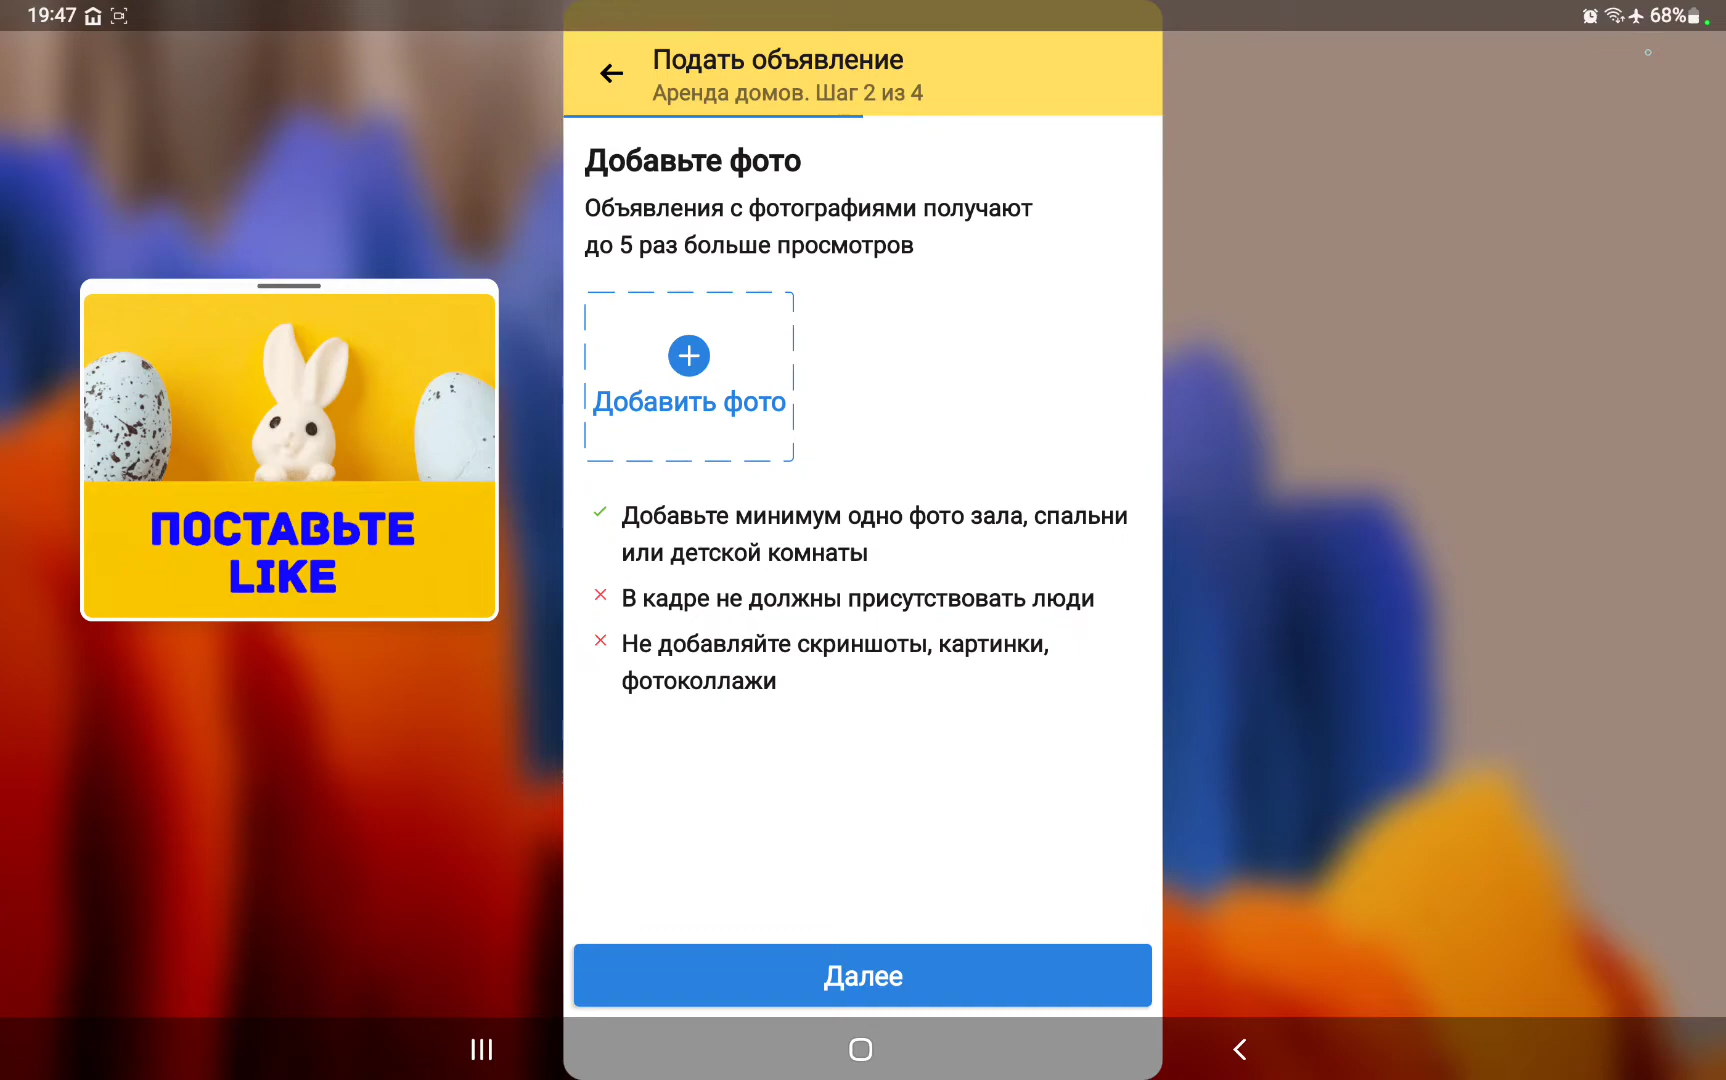 19:47
68%
Подать объявление
Аренда домов. Шаг 2 из 4
Добавьте фото
Объявления с фотографиями получают
до 5 раз больше просмотров
Добавить фото
Добавьте минимум одно фото зала, спальни
или детской комнаты
В кадре не должны присутствовать люди
Не добавляйте скриншоты, картинки,
фотоколлажи
Далее
ПОСТАВЬТЕ
LIKE